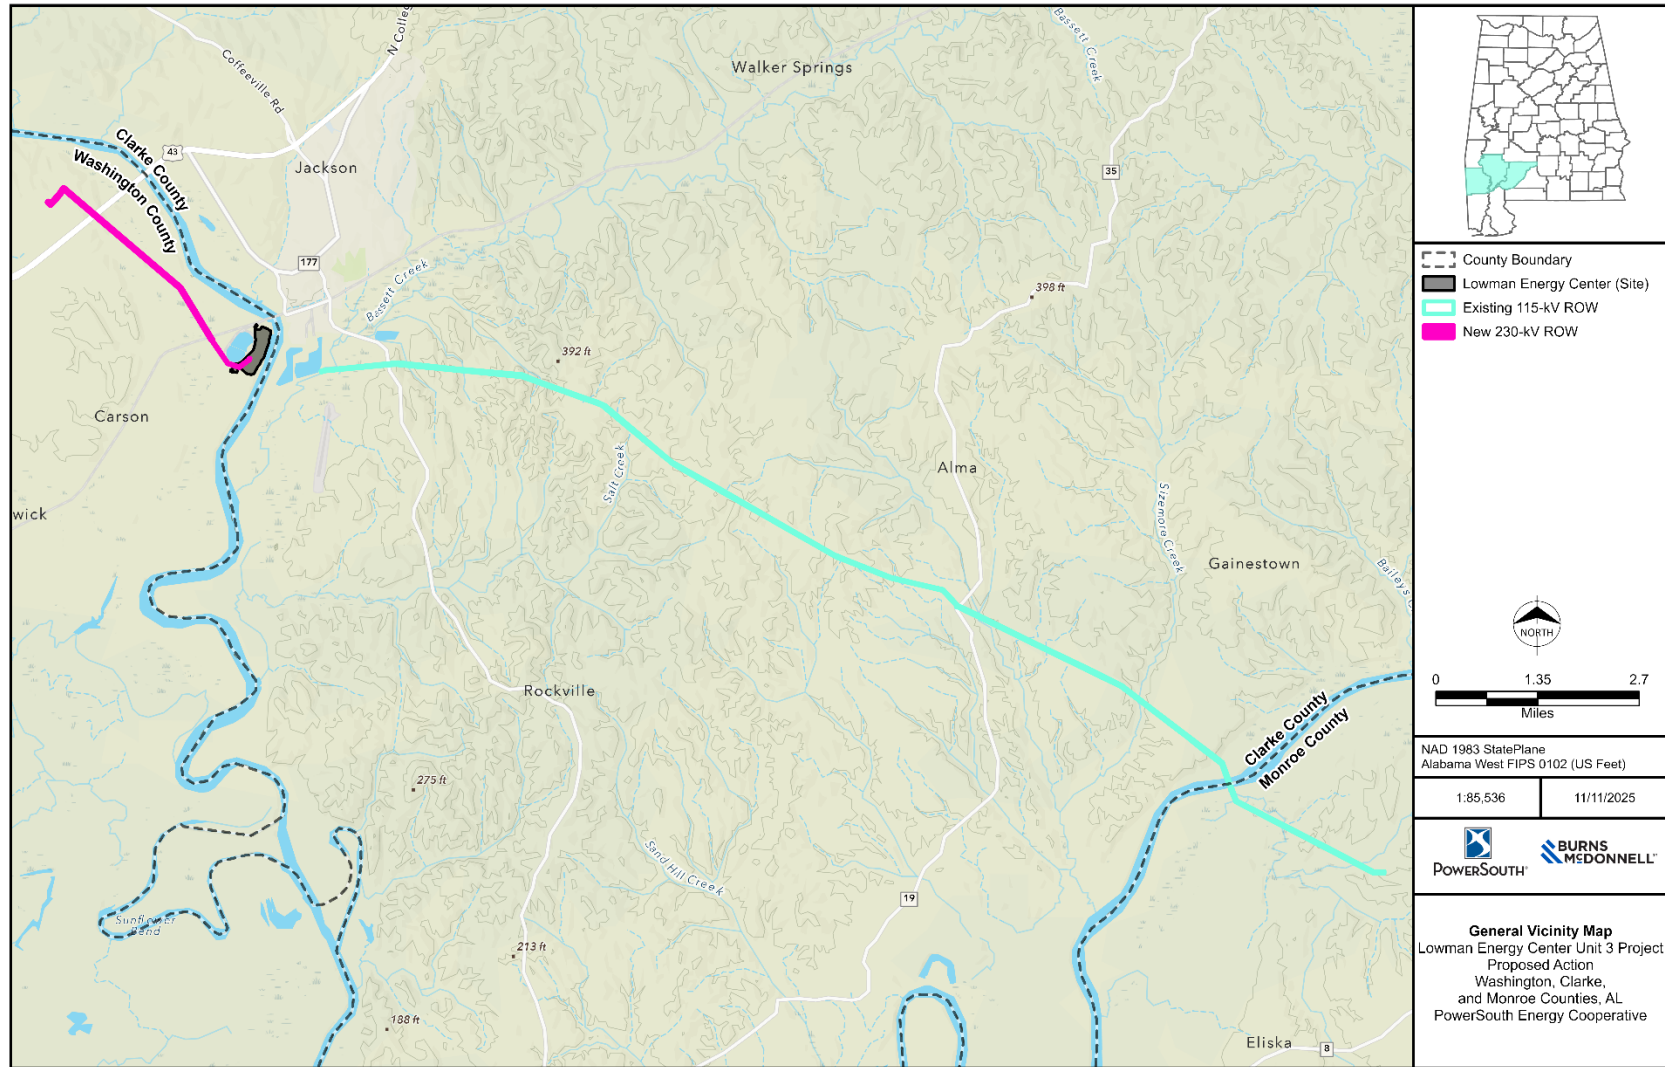 Coffeeville Rd
N Colleg
Walker Springs
Bassett Creek
43
Clarke County
Washington County
Jackson
35
177
Bassett Creek
398 ft
392 ft
Carson
Salt Creek
Alma
wick
Sizemore Creek
Gainestown
Baileys C
Rockville
Clarke County
Monroe County
275 ft
Sand Hill Creek
19
Sunflower
Bend
213 ft
188 ft
Eliska
8
County Boundary
Lowman Energy Center (Site)
Existing 115-kV ROW
New 230-kV ROW
NORTH
0 1.35 2.7
Miles
NAD 1983 StatePlane
Alabama West FIPS 0102 (US Feet)
1:85,536
11/11/2025
POWERSOUTH
BURNS
MCDONNELL
General Vicinity Map
Lowman Energy Center Unit 3 Project
Proposed Action
Washington, Clarke,
and Monroe Counties, AL
PowerSouth Energy Cooperative